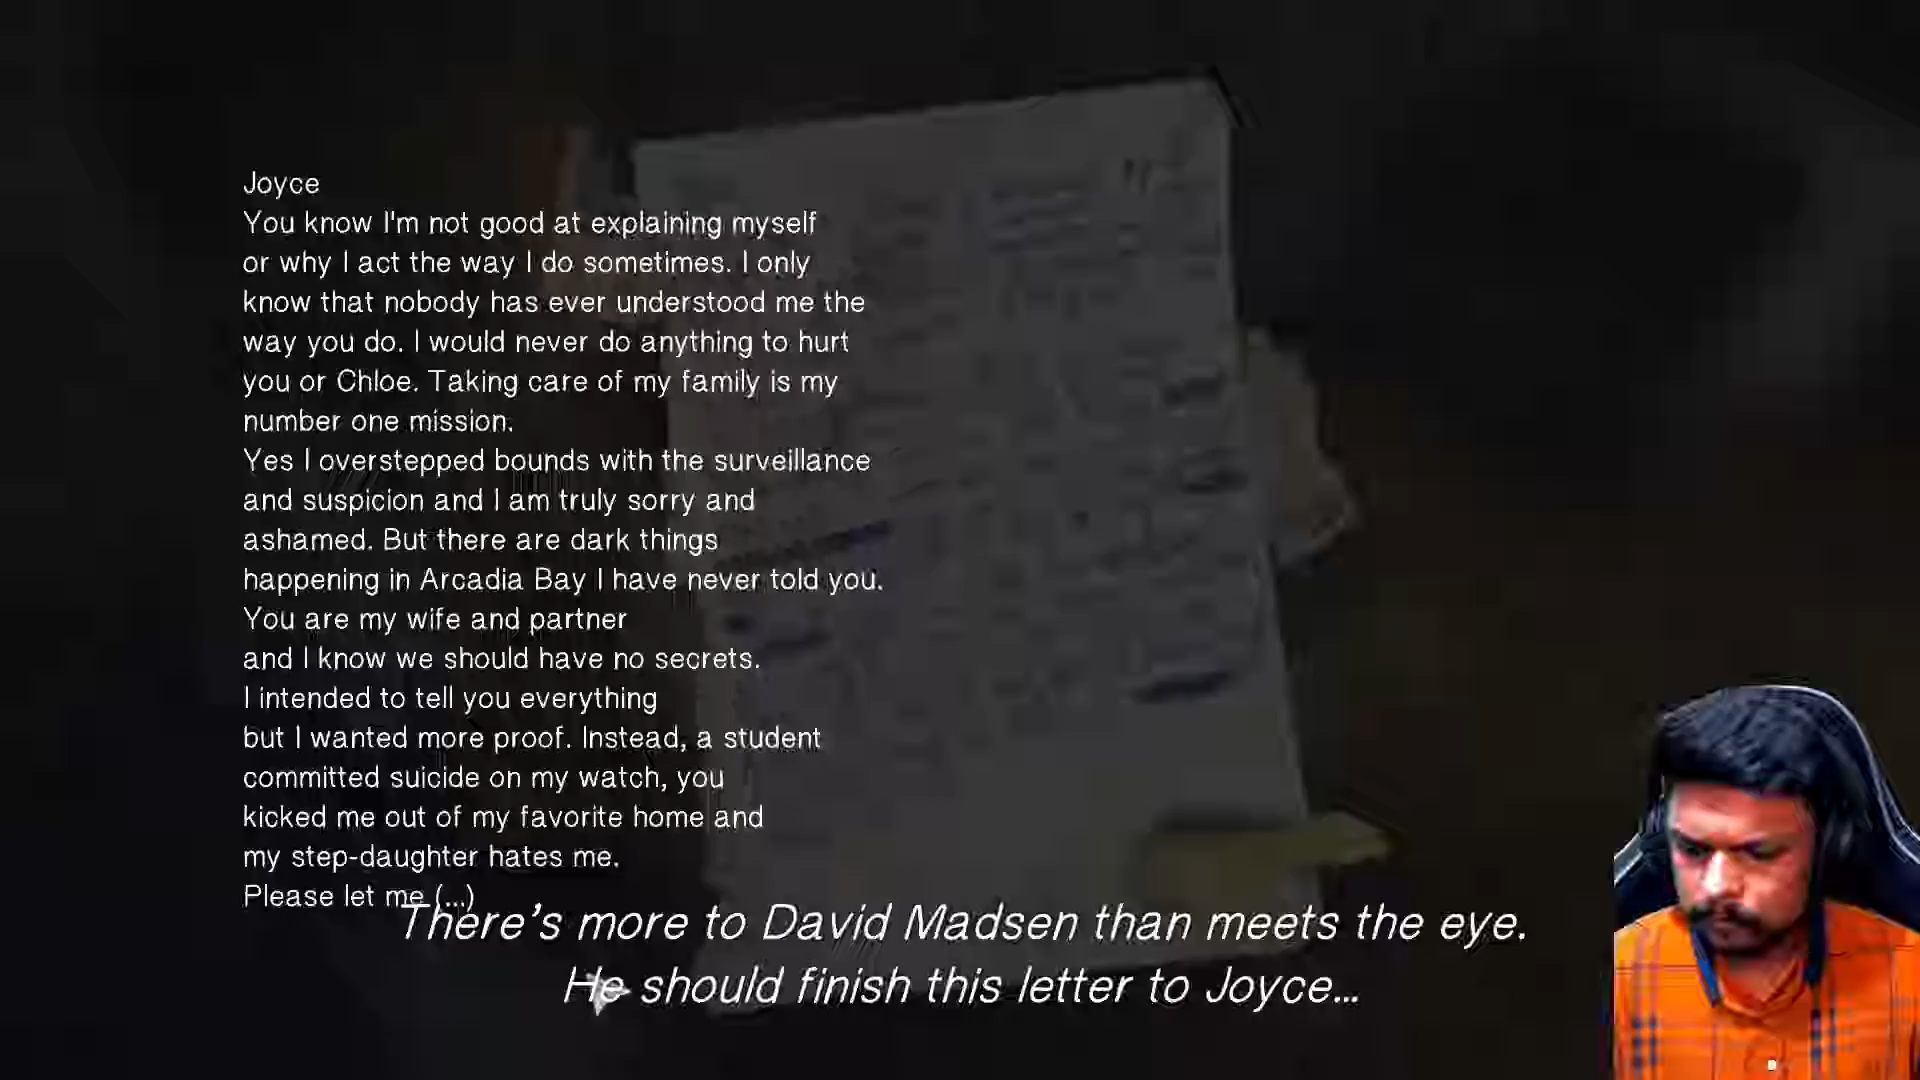 Joyce
You know I'm not good at explaining myself
or why I act the way I do sometimes. I only
know that nobody has ever understood me the
way you do. I would never do anything to hurt
you or Chloe. Taking care of my family is my
number one mission.
Yes I overstepped bounds with the surveillance
and suspicion and I am truly sorry and
ashamed. But there are dark things
happening in Arcadia Bay I have never told you.
You are my wife and partner
and I know we should have no secrets.
I intended to tell you everything
but I wanted more proof. Instead, a student
committed suicide on my watch, you
kicked me out of my favorite home and
my step-daughter hates me.
Please let me (...)
There's more to David Madsen than meets the eye.
He should finish this letter to Joyce...